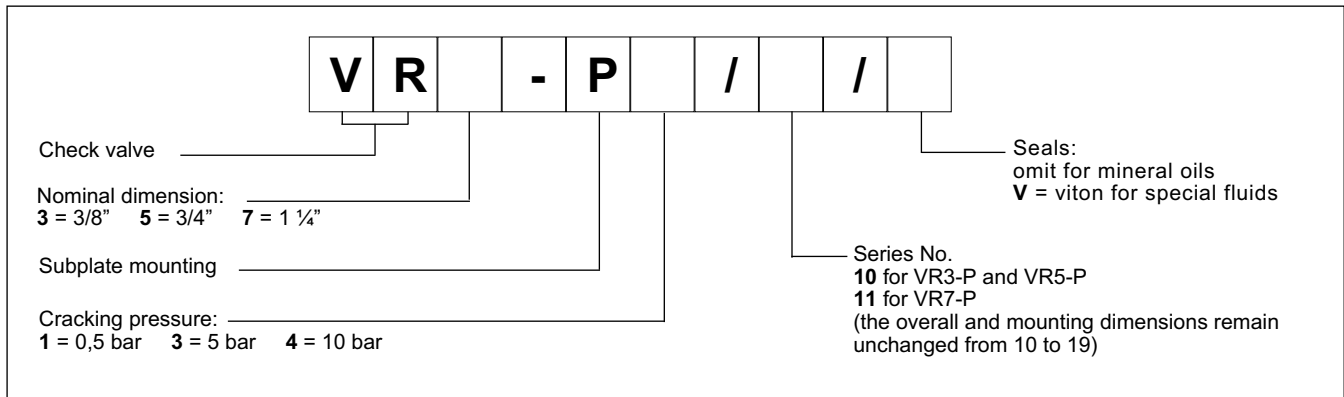 V R - P / /
Check valve
Nominal dimension:
3 = 3/8” 5 = 3/4” 7 = 1 ¼”
Subplate mounting
Cracking pressure:
1 = 0,5 bar 3 = 5 bar 4 = 10 bar
Seals:
omit for mineral oils
V = viton for special fluids
Series No.
10 for VR3-P and VR5-P
11 for VR7-P
(the overall and mounting dimensions remain
unchanged from 10 to 19)